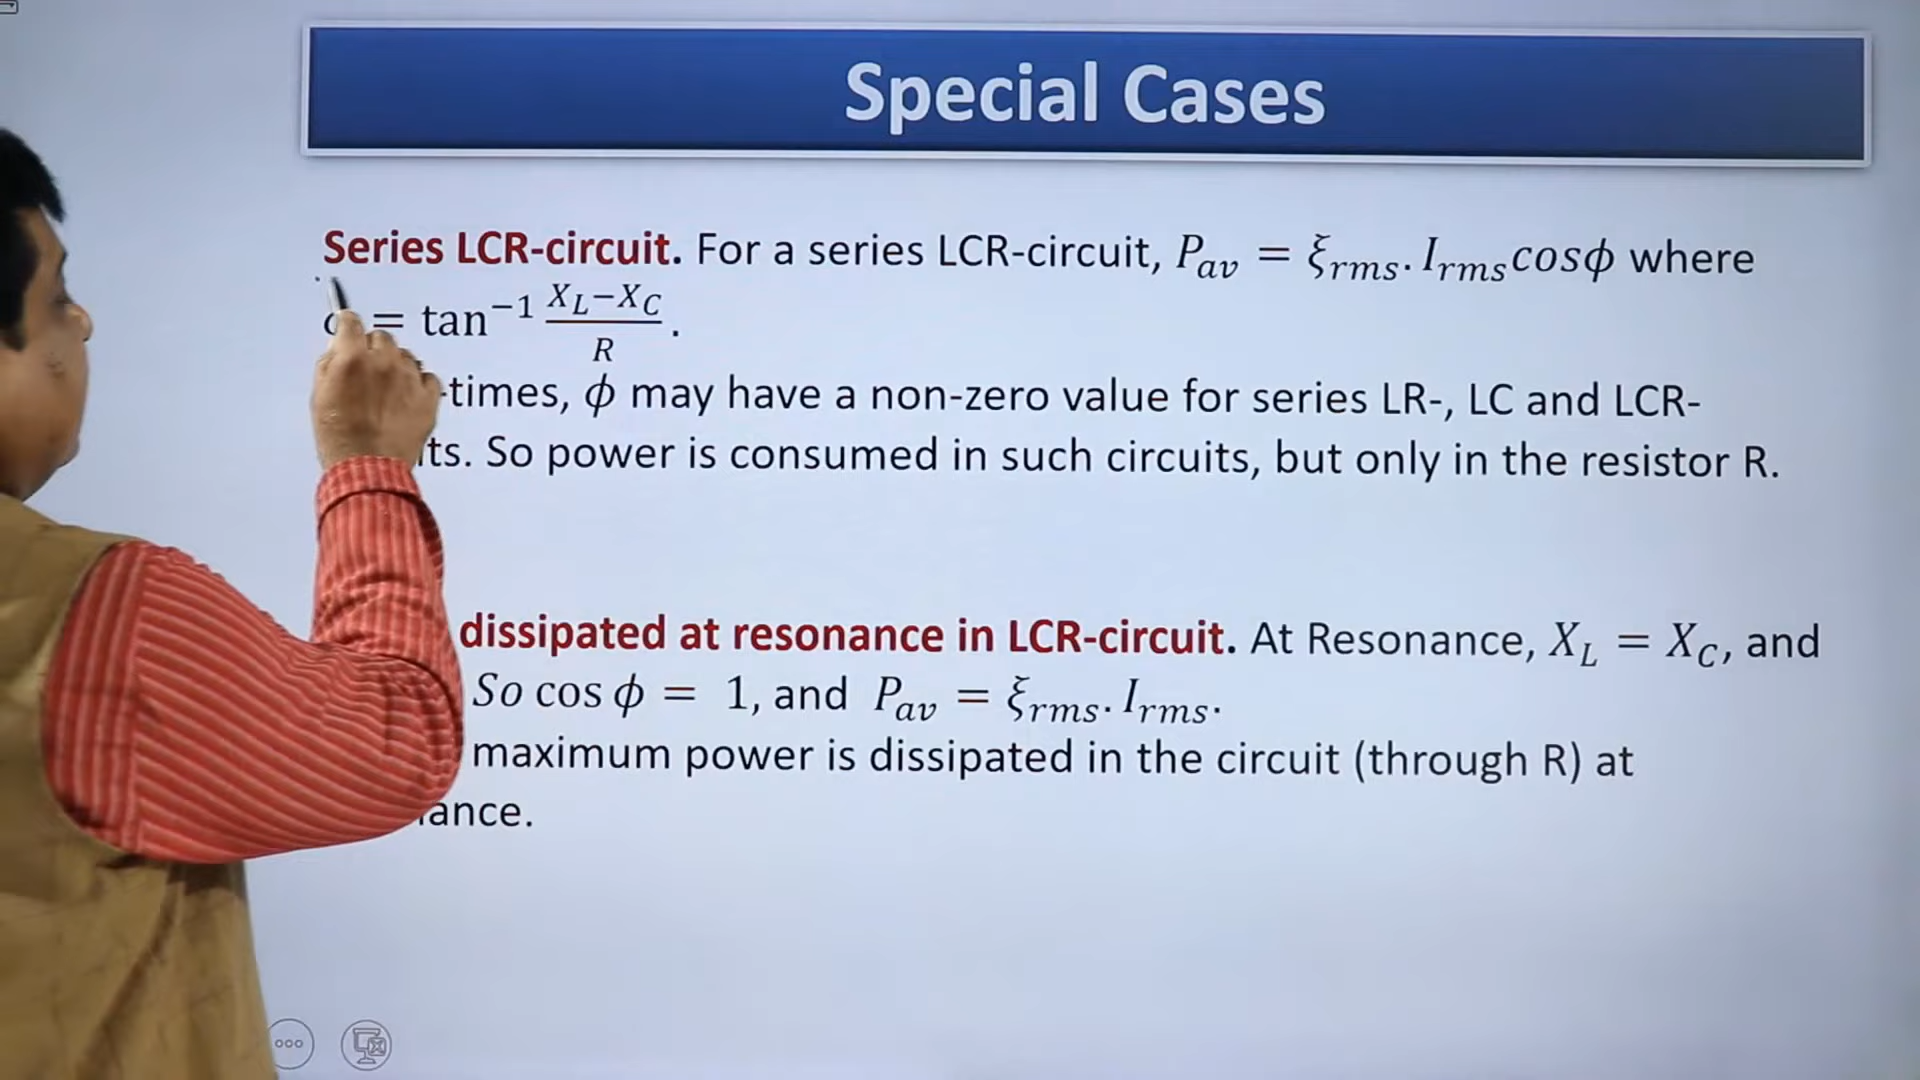 Special Cases
Series LCR-circuit. For a series LCR-circuit, P_av = ξ_rms. I_rms cosϕ where
= tan⁻¹ (X_L−X_C)/R .
-times, ϕ may have a non-zero value for series LR-, LC and LCR-
ts. So power is consumed in such circuits, but only in the resistor R.
dissipated at resonance in LCR-circuit. At Resonance, X_L = X_C, and
So cos ϕ = 1, and P_av = ξ_rms. I_rms.
maximum power is dissipated in the circuit (through R) at
ance.